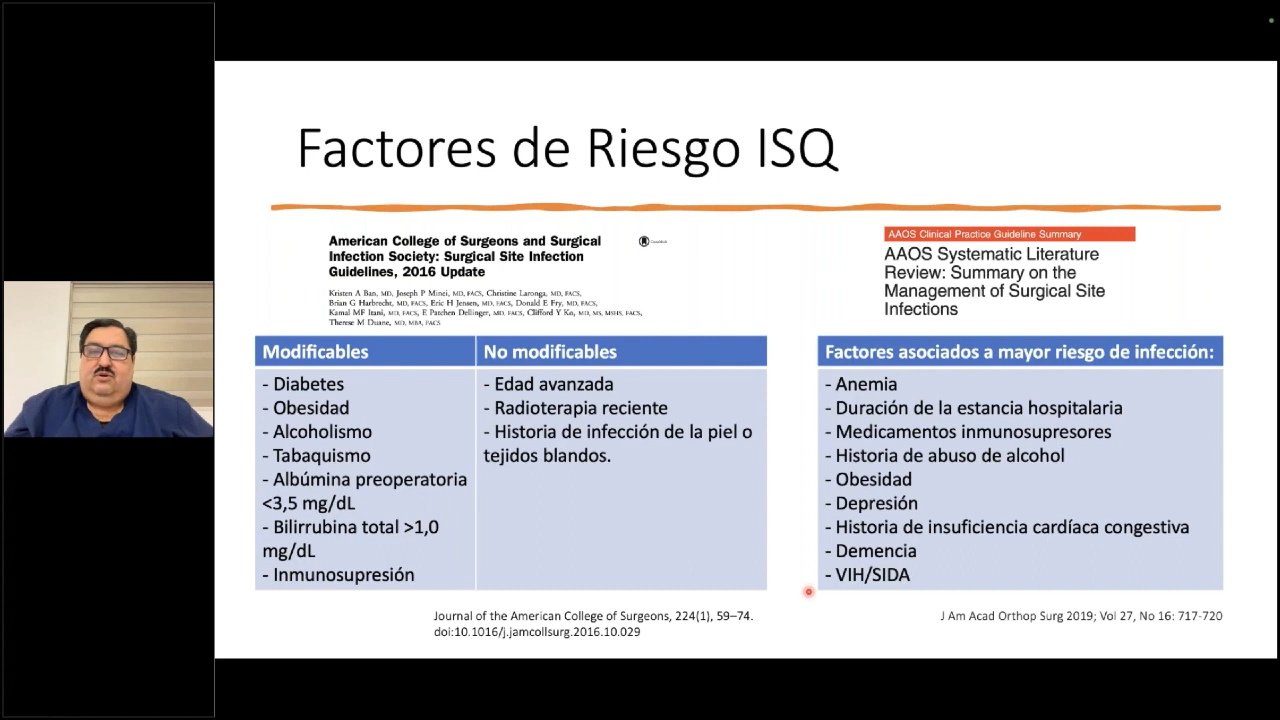 Factores de Riesgo ISQ
American College of Surgeons and Surgical
Infection Society: Surgical Site Infection
Guidelines, 2016 Update
Kristen A Ban, MD, Joseph P Minei, MD, FACS, Christine Laronga, MD, FACS,
Brian G Harbrecht, MD, FACS, Eric H Jensen, MD, FACS, Donald E Fry, MD, FACS,
Kamal MF Itani, MD, FACS, E Patchen Dellinger, MD, FACS, Clifford Y Ko, MD, MS, MSHS, FACS,
Therese M Duane, MD, MBA, FACS
Modificables
- Diabetes
- Obesidad
- Alcoholismo
- Tabaquismo
- Albúmina preoperatoria
<3,5 mg/dL
- Bilirrubina total >1,0
mg/dL
- Inmunosupresión
No modificables
- Edad avanzada
- Radioterapia reciente
- Historia de infección de la piel o
tejidos blandos.
Journal of the American College of Surgeons, 224(1), 59–74.
doi:10.1016/j.jamcollsurg.2016.10.029
AAOS Clinical Practice Guideline Summary
AAOS Systematic Literature
Review: Summary on the
Management of Surgical Site
Infections
Factores asociados a mayor riesgo de infección:
- Anemia
- Duración de la estancia hospitalaria
- Medicamentos inmunosupresores
- Historia de abuso de alcohol
- Obesidad
- Depresión
- Historia de insuficiencia cardíaca congestiva
- Demencia
- VIH/SIDA
J Am Acad Orthop Surg 2019; Vol 27, No 16: 717-720